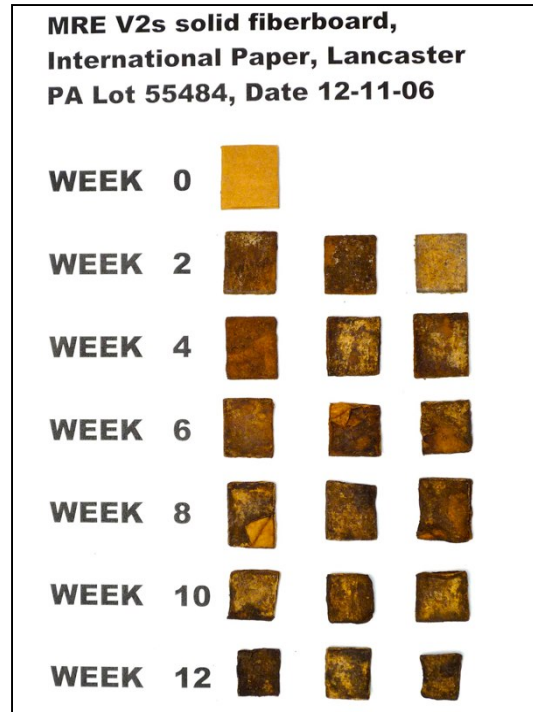 MRE V2s solid fiberboard,
International Paper, Lancaster
PA Lot 55484, Date 12-11-06
WEEK 0
WEEK 2
WEEK 4
WEEK 6
WEEK 8
WEEK 10
WEEK 12